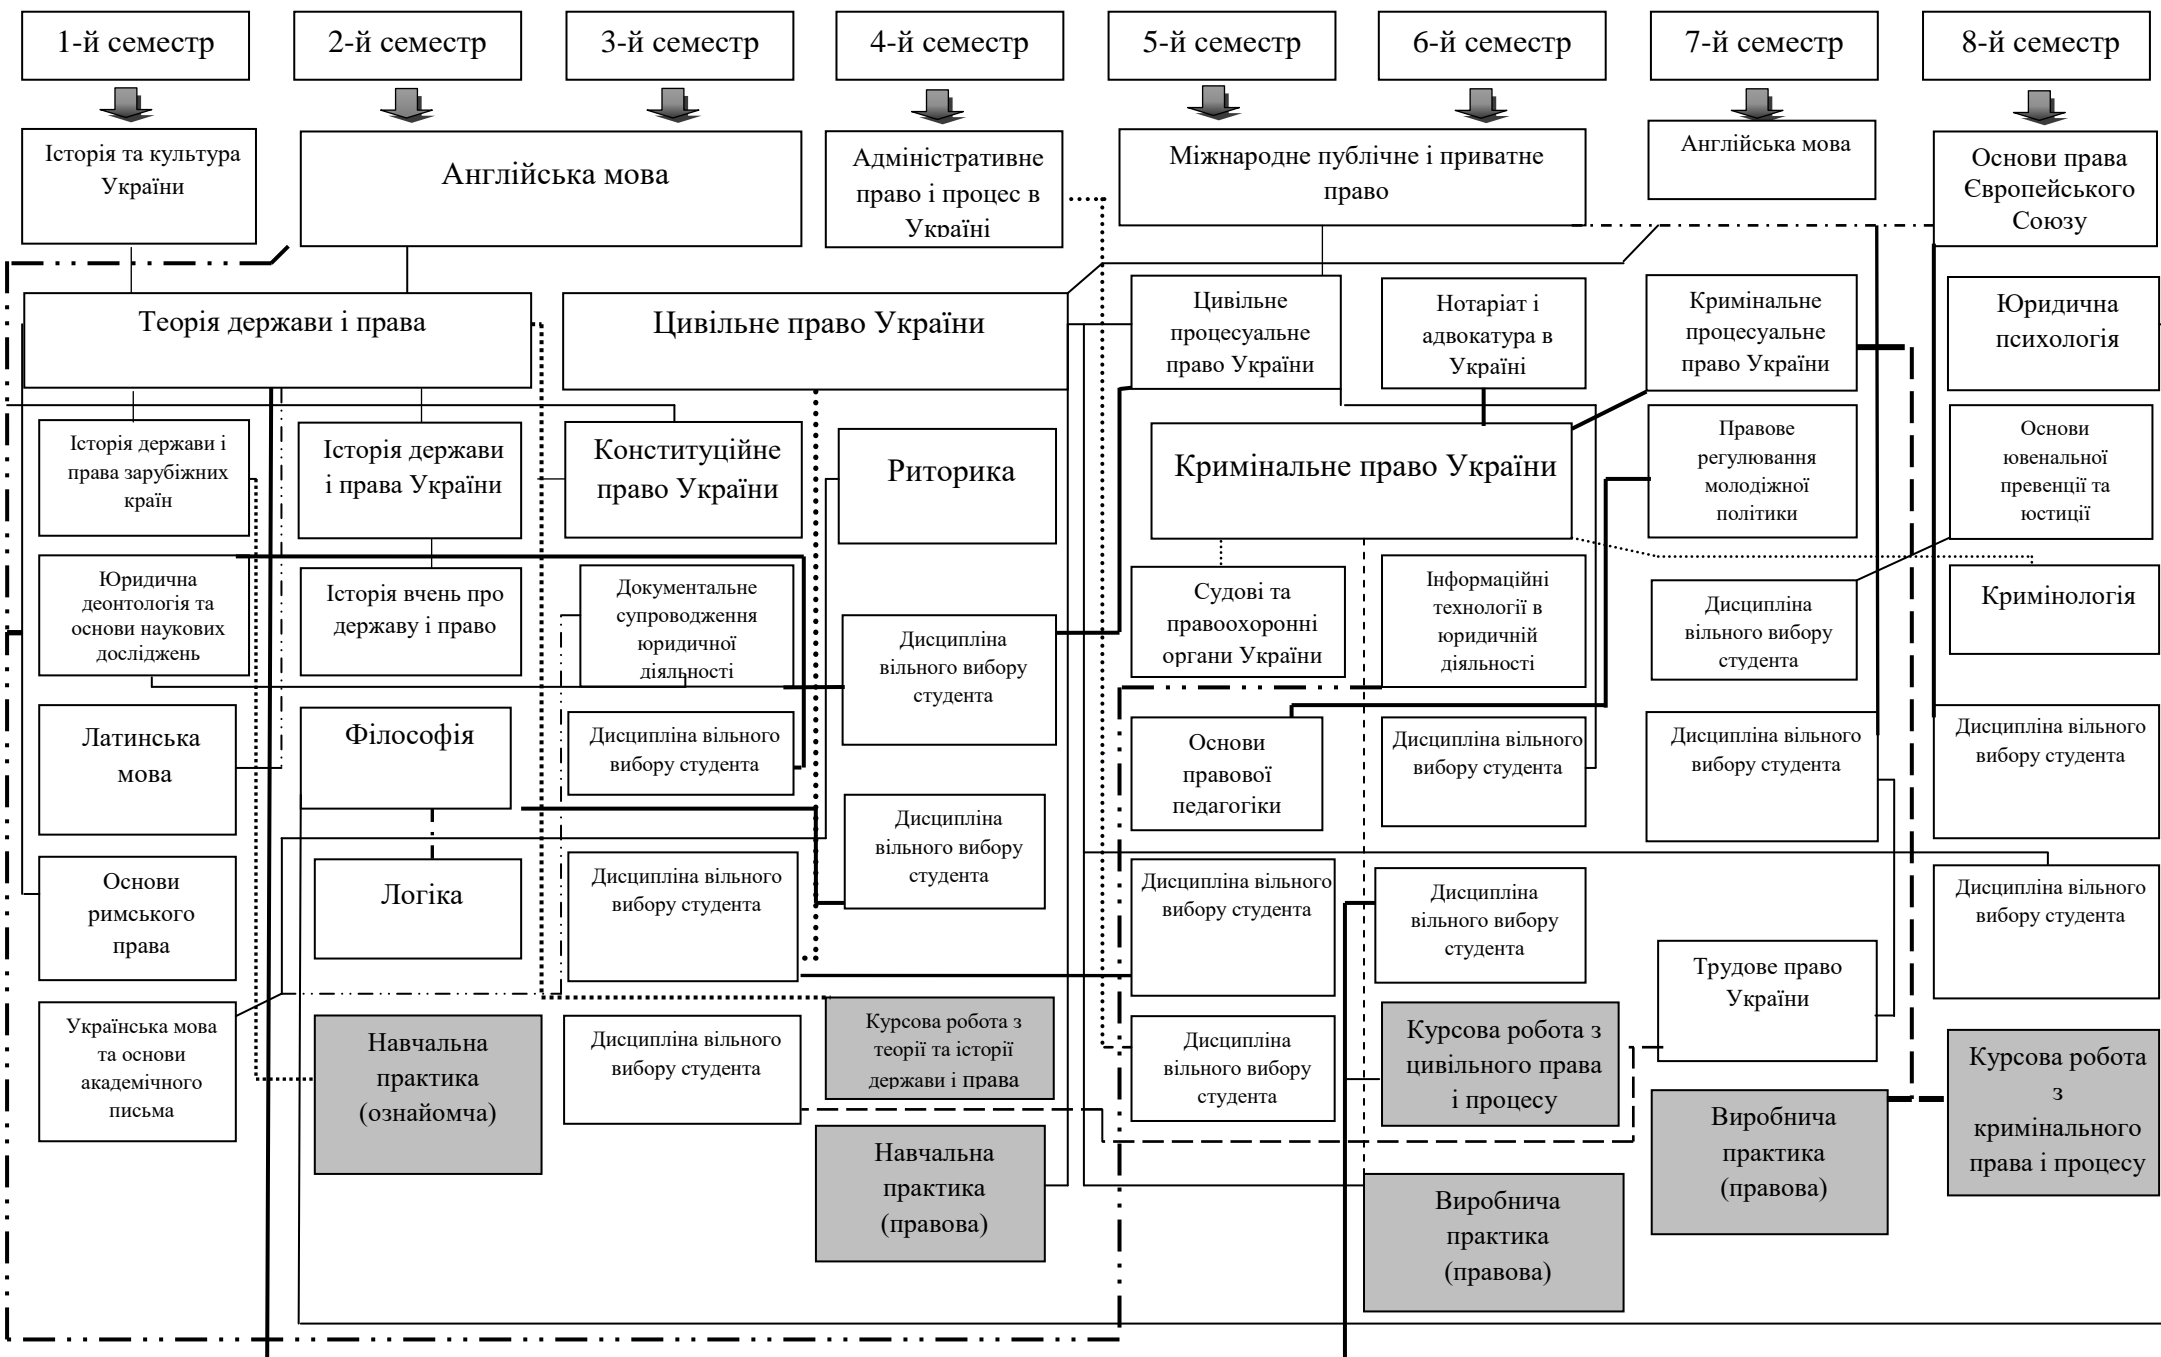 1-й семестр
2-й семестр
3-й семестр
4-й семестр
5-й семестр
6-й семестр
7-й семестр
8-й семестр
Історія та культура
України
Англійська мова
Адміністративне
право і процес в
Україні
Міжнародне публічне і приватне
право
Англійська мова
Основи права
Європейського
Союзу
Теорія держави і права
Цивільне право України
Цивільне
процесуальне
право України
Нотаріат і
адвокатура в
Україні
Кримінальне
процесуальне
право України
Юридична
психологія
Історія держави і
права зарубіжних
країн
Історія держави
і права України
Конституційне
право України
Риторика
Кримінальне право України
Правове
регулювання
молодіжної
політики
Основи
ювенальної
превенції та
юстиції
Юридична
деонтологія та
основи наукових
досліджень
Історія вчень про
державу і право
Документальне
супроводження
юридичної
діяльності
Дисципліна
вільного вибору
студента
Судові та
правоохоронні
органи України
Інформаційні
технології в
юридичній
діяльності
Дисципліна
вільного вибору
студента
Кримінологія
Латинська
мова
Філософія
Дисципліна вільного
вибору студента
Дисципліна
вільного вибору
студента
Основи
правової
педагогіки
Дисципліна вільного
вибору студента
Дисципліна вільного
вибору студента
Дисципліна вільного
вибору студента
Основи
римського
права
Логіка
Дисципліна вільного
вибору студента
Дисципліна вільного
вибору студента
Дисципліна
вільного вибору
студента
Трудове право
України
Дисципліна вільного
вибору студента
Українська мова
та основи
академічного
письма
Навчальна
практика
(ознайомча)
Дисципліна вільного
вибору студента
Курсова робота з
теорії та історії
держави і права
Навчальна
практика
(правова)
Дисципліна
вільного вибору
студента
Курсова робота з
цивільного права
і процесу
Виробнича
практика
(правова)
Виробнича
практика
(правова)
Курсова робота
з
кримінального
права і процесу